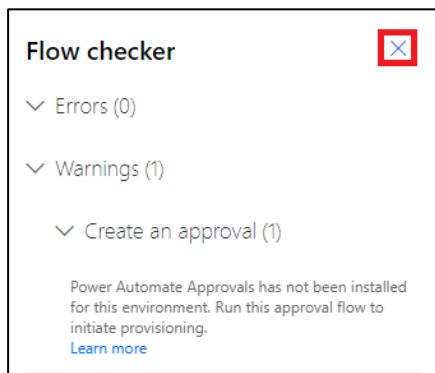 Flow checker
Errors (0)
Warnings (1)
Create an approval (1)
Power Automate Approvals has not been installed
for this environment. Run this approval flow to
initiate provisioning.
Learn more